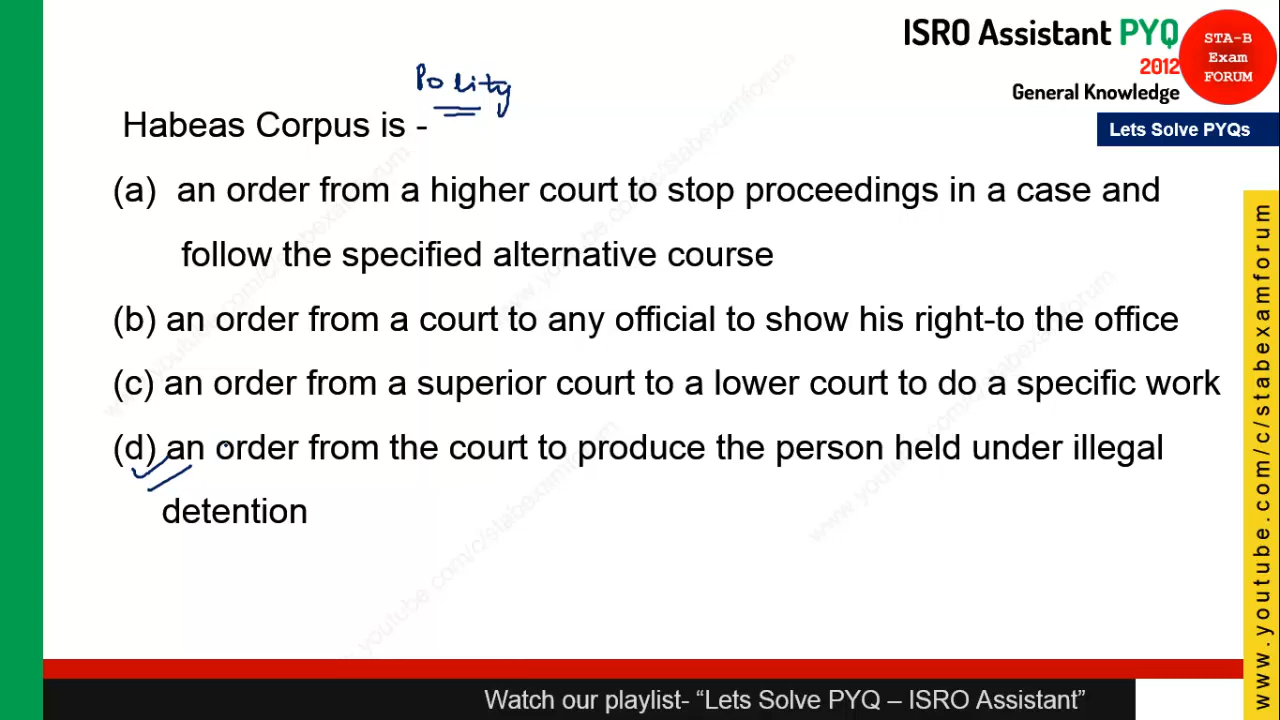 ISRO Assistant PYQ
2012
General Knowledge
STA-B
Exam
FORUM
Lets Solve PYQs
Polity
Habeas Corpus is -
(a) an order from a higher court to stop proceedings in a case and
follow the specified alternative course
(b) an order from a court to any official to show his right-to the office
(c) an order from a superior court to a lower court to do a specific work
(d) an order from the court to produce the person held under illegal
detention
www.youtube.com/c/stabexamforum
Watch our playlist- “Lets Solve PYQ – ISRO Assistant”
www.youtube.com/c/stabexamforum